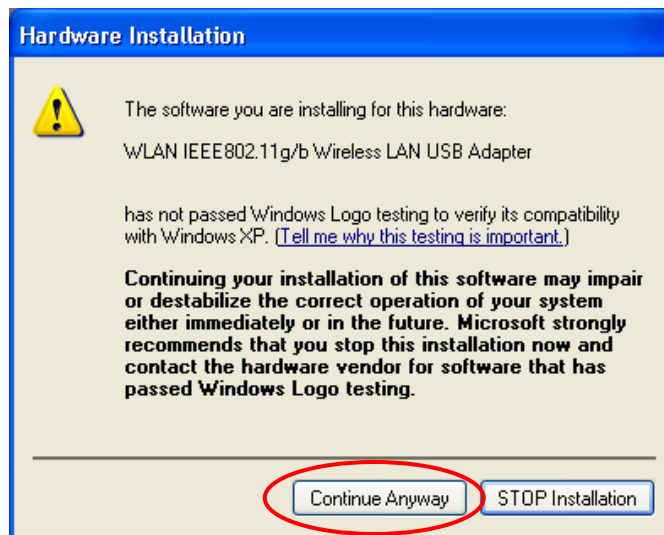 Hardware Installation
The software you are installing for this hardware:
WLAN IEEE802.11g/b Wireless LAN USB Adapter
has not passed Windows Logo testing to verify its compatibility
with Windows XP. (Tell me why this testing is important.)
Continuing your installation of this software may impair
or destabilize the correct operation of your system
either immediately or in the future. Microsoft strongly
recommends that you stop this installation now and
contact the hardware vendor for software that has
passed Windows Logo testing.
Continue Anyway STOP Installation